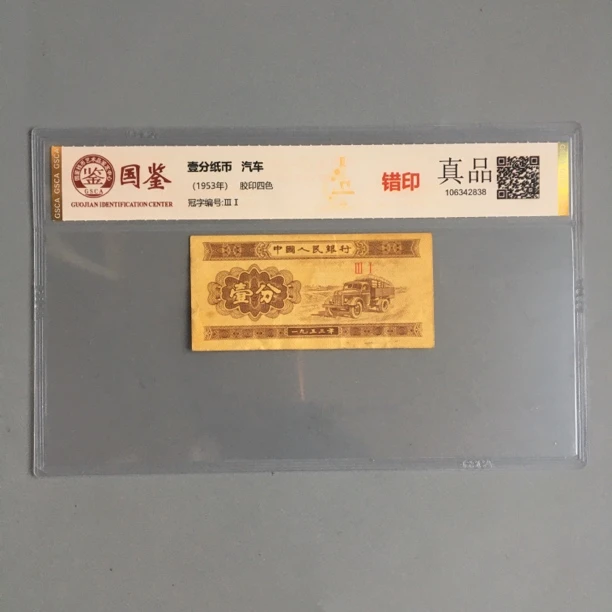 GSCA GSCA GSCA
鉴
GSCA
国鉴
GUOJIAN IDENTIFICATION CENTER
壹分纸币 汽车
(1953年) 胶印四色
冠字编号:Ⅲ Ⅰ
错印
真品
106342838
中國人民銀行
Ⅲ Ⅰ
壹分
一九五三年